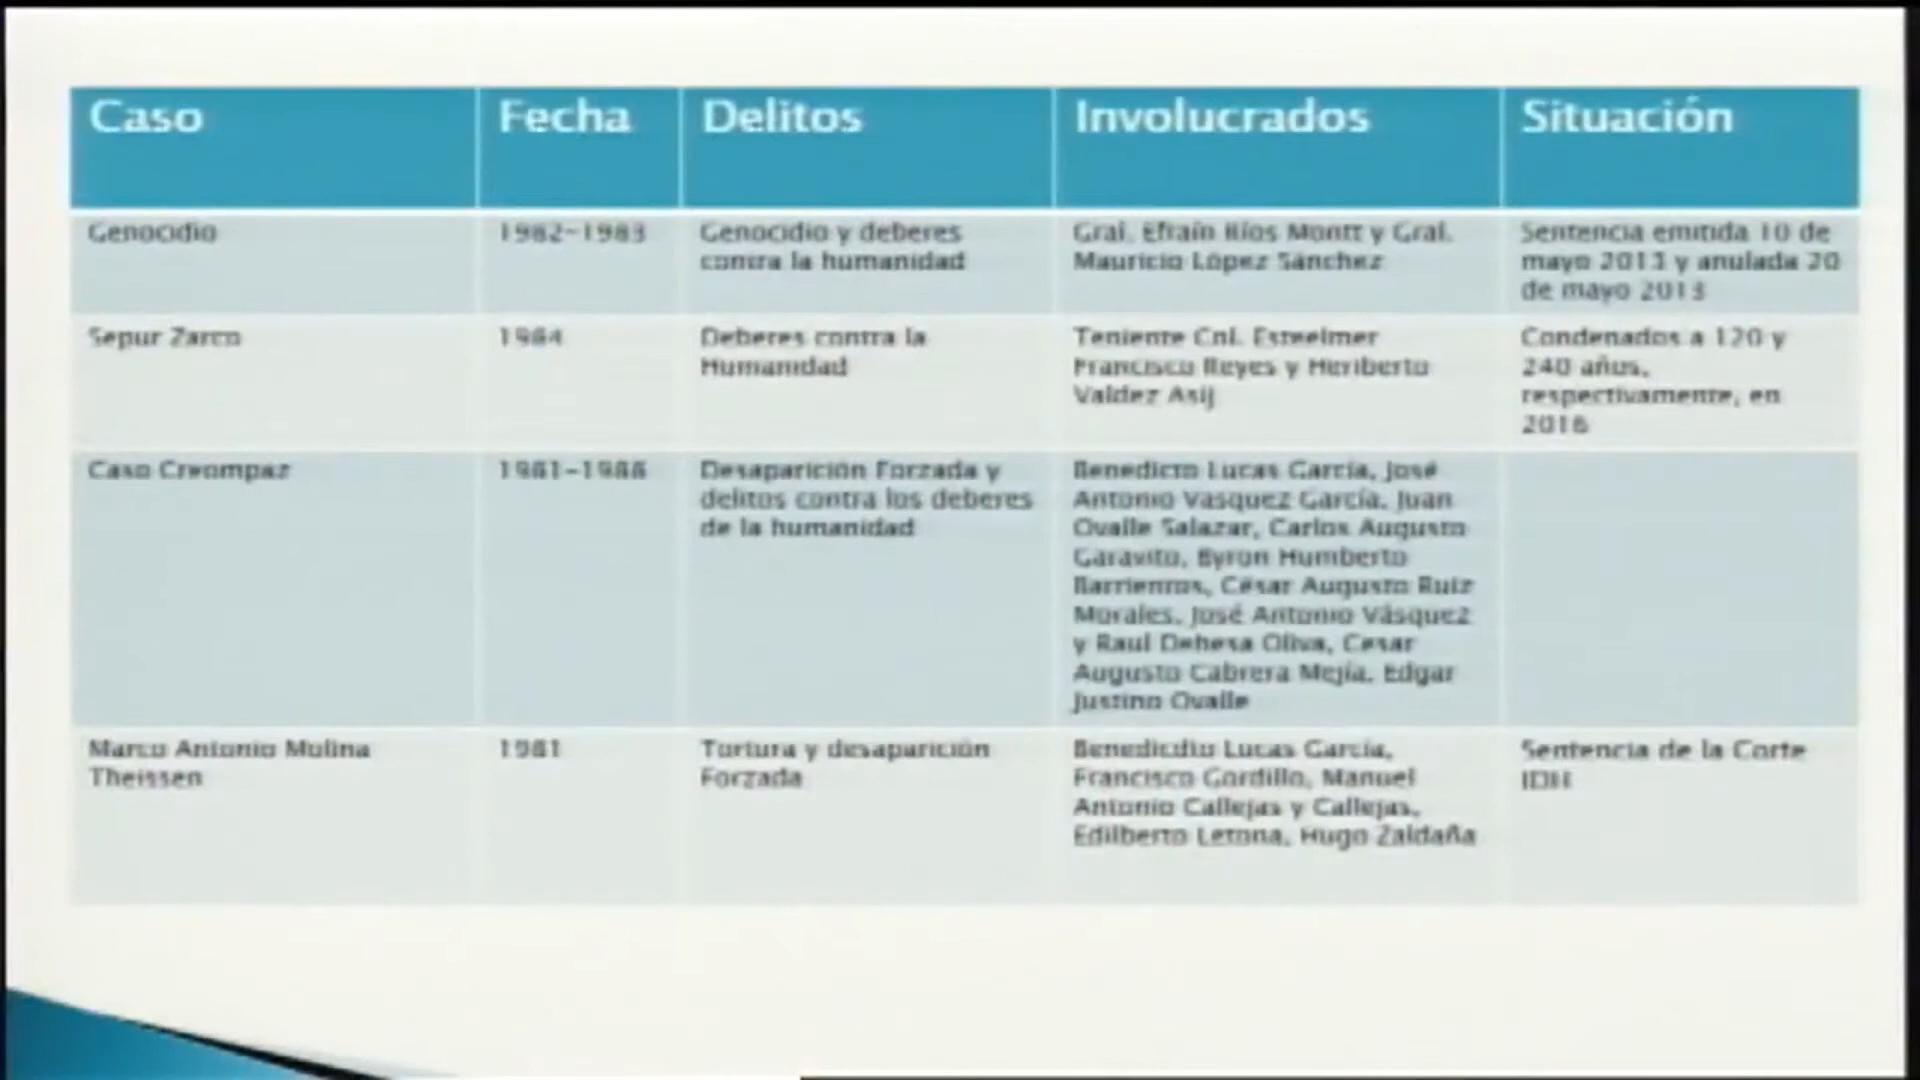 Caso Fecha Delitos Involucrados Situación
Genocidio
1982-1983
Genocidio y deberes
contra la humanidad
Gral. Efraín Ríos Montt y Gral.
Mauricio López Sánchez
Sentencia emitida 10 de
mayo 2013 y anulada 20
de mayo 2013
Sepur Zarco
1984
Deberes contra la
Humanidad
Teniente Cnl. Esteelmer
Francisco Reyes y Heriberto
Valdez Asij
Condenados a 120 y
240 años,
respectivamente, en
2016
Caso Creompaz
1981-1988
Desaparición Forzada y
delitos contra los deberes
de la humanidad
Benedicto Lucas García, José
Antonio Vasquez García, Juan
Ovalle Salazar, Carlos Augusto
Garavito, Byron Humberto
Barrientos, César Augusto Ruiz
Morales, José Antonio Vásquez
y Raul Dehesa Oliva, Cesar
Augusto Cabrera Mejía, Edgar
Justino Ovalle
Marco Antonio Molina
Theissen
1981
Tortura y desaparición
Forzada
Lucas García,
Francisco Gordillo, Manuel
Antonio Callejas y Callejas,
Edilberto Letona, Hugo Zaldaña
Sentencia de la Corte
IDH